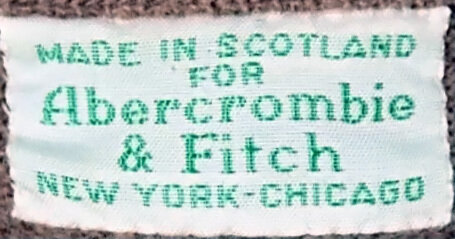 MADE IN SCOTLAND
FOR
Abercrombie
& Fitch
NEW YORK-CHICAGO